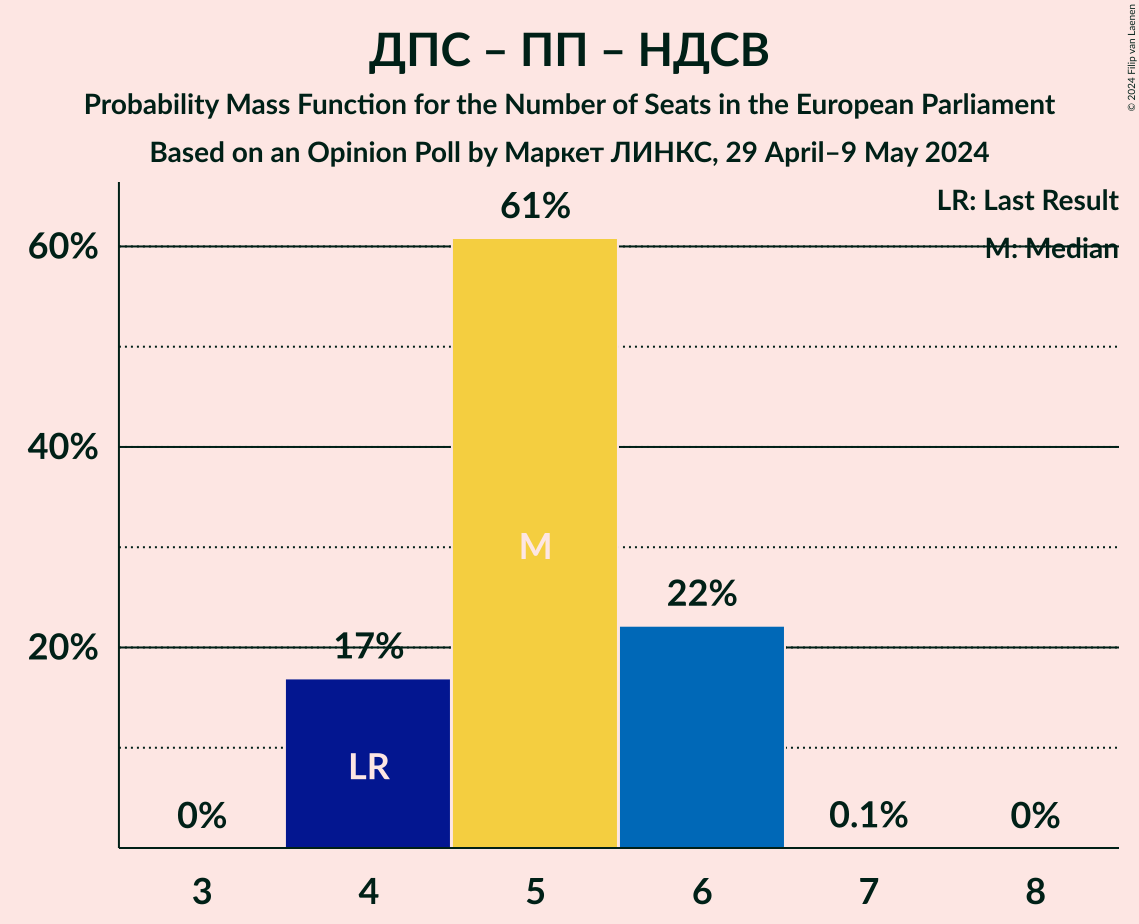 ДПС – ПП – НДСВ
Probability Mass Function for the Number of Seats in the European Parliament
Based on an Opinion Poll by Маркет ЛИНКС, 29 April–9 May 2024
© 2024 Filip van Laenen
LR: Last Result
M: Median
60%
40%
20%
0%
17%
61%
22%
0.1%
0%
LR
M
3
4
5
6
7
8